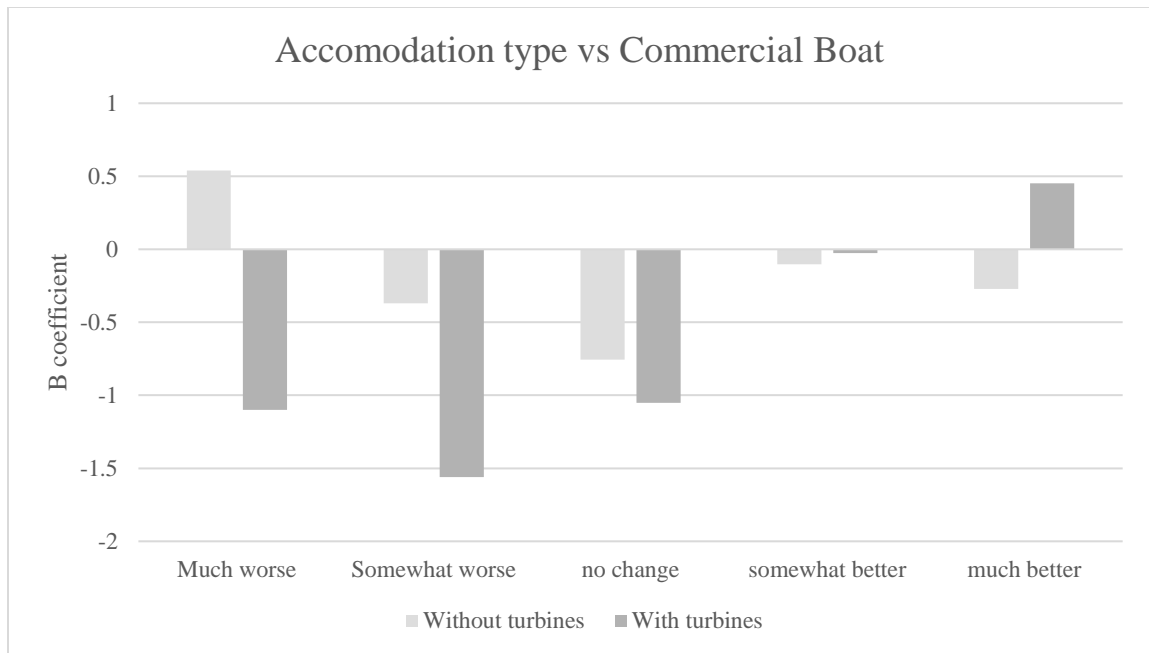 Accomodation type vs Commercial Boat
1
0.5
0
-0.5
-1
-1.5
-2
B coefficient
Much worse
Somewhat worse
no change
somewhat better
much better
Without turbines
With turbines